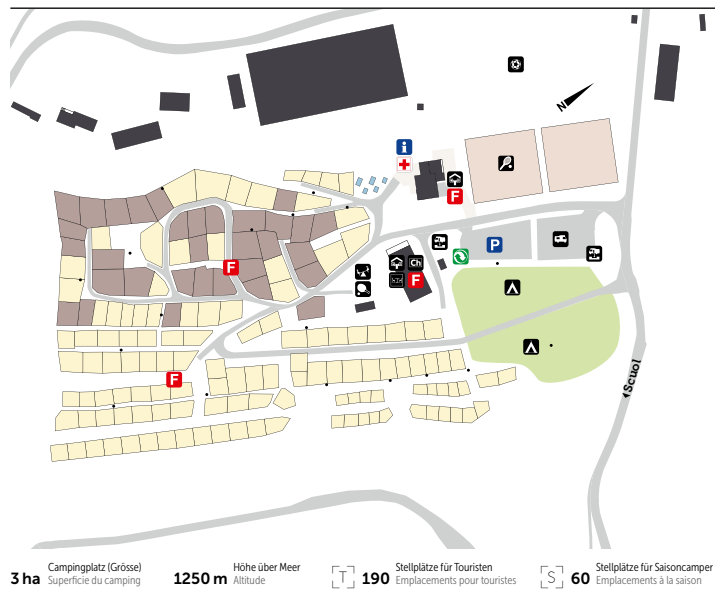 N
i
F
P
Ch
F
F
F
Scuol
3 ha Campingplatz (Grösse)
Superficie du camping
1250 m Höhe über Meer
Altitude
T 190 Stellplätze für Touristen
Emplacements pour touristes
S 60 Stellplätze für Saisoncamper
Emplacements à la saison